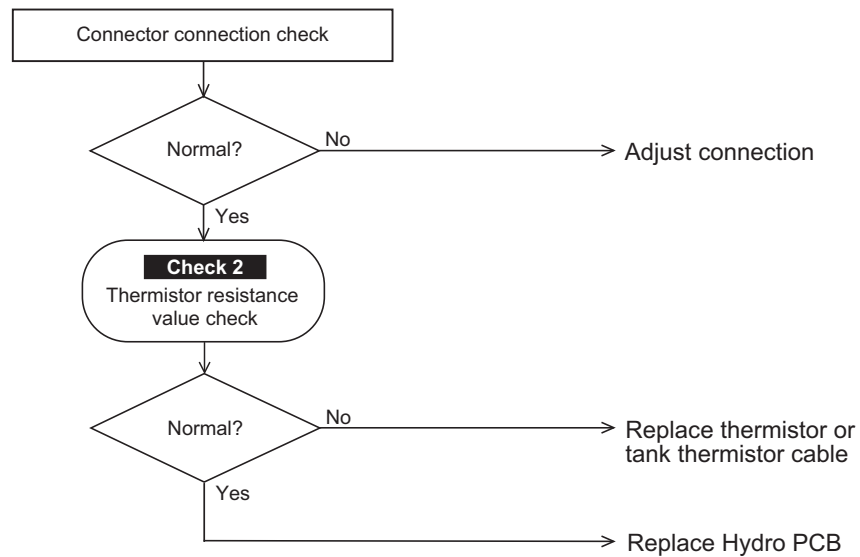 Connector connection check
Normal?
No
Adjust connection
Yes
Check 2
Thermistor resistance
value check
Normal?
No
Replace thermistor or
tank thermistor cable
Yes
Replace Hydro PCB